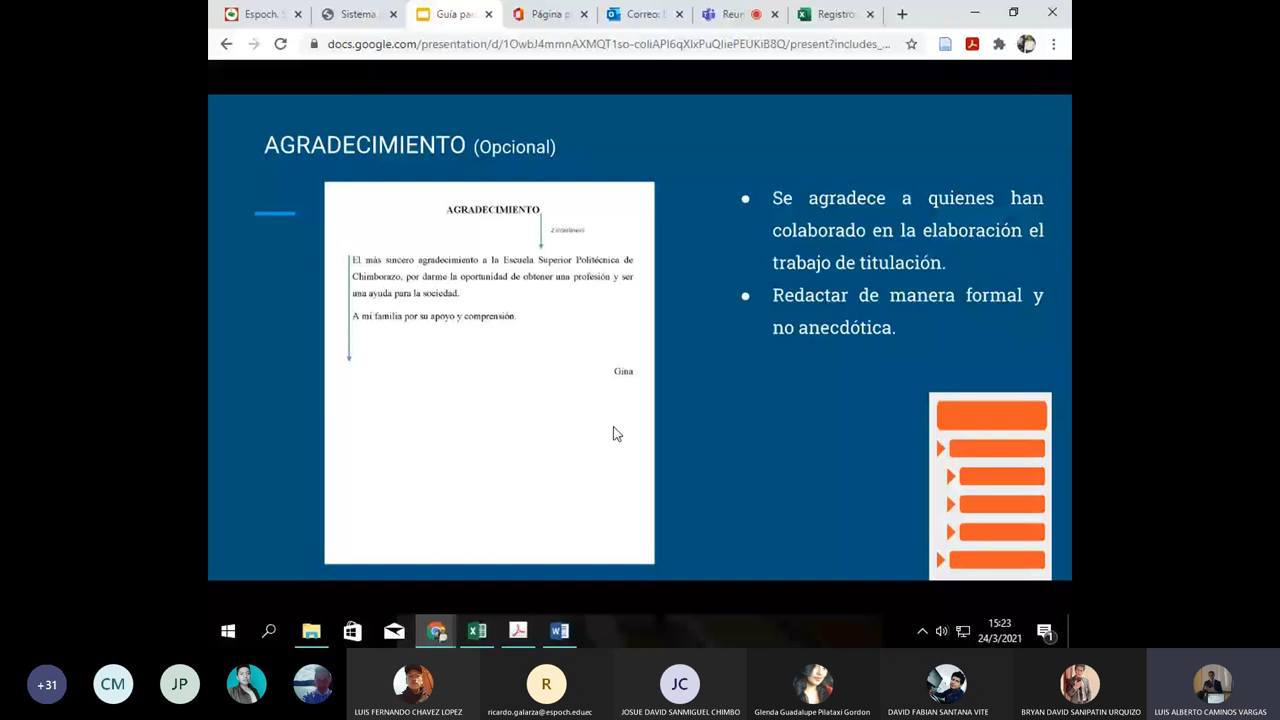 Espoch. S
Sistema
Guía par
Página p
Correo: E
Reun
Registro
docs.google.com/presentation/d/1OwbJ4mmnAXMQT1so-coliAPI6qXlxPuQIiePEUKiB8Q/present?includes_...
AGRADECIMIENTO (Opcional)
AGRADECIMIENTO
El más sincero agradecimiento a la Escuela Superior Politécnica de
Chimborazo, por darme la oportunidad de obtener una profesión y ser
una ayuda para la sociedad.
A mi familia por su apoyo y comprensión.
Gina
● Se agradece a quienes han
colaborado en la elaboración el
trabajo de titulación.
● Redactar de manera formal y
no anecdótica.
15:23
24/3/2021
1
+31
CM
JP
R
JC
LUIS FERNANDO CHAVEZ LOPEZ
ricardo.galarza@espoch.edu.ec
JOSUE DAVID SANMIGUEL CHIMBO
Glenda Guadalupe Pilataxi Gordon
DAVID FABIAN SANTANA VITE
BRYAN DAVID SANIPATIN URQUIZO
LUIS ALBERTO CAMINOS VARGAS